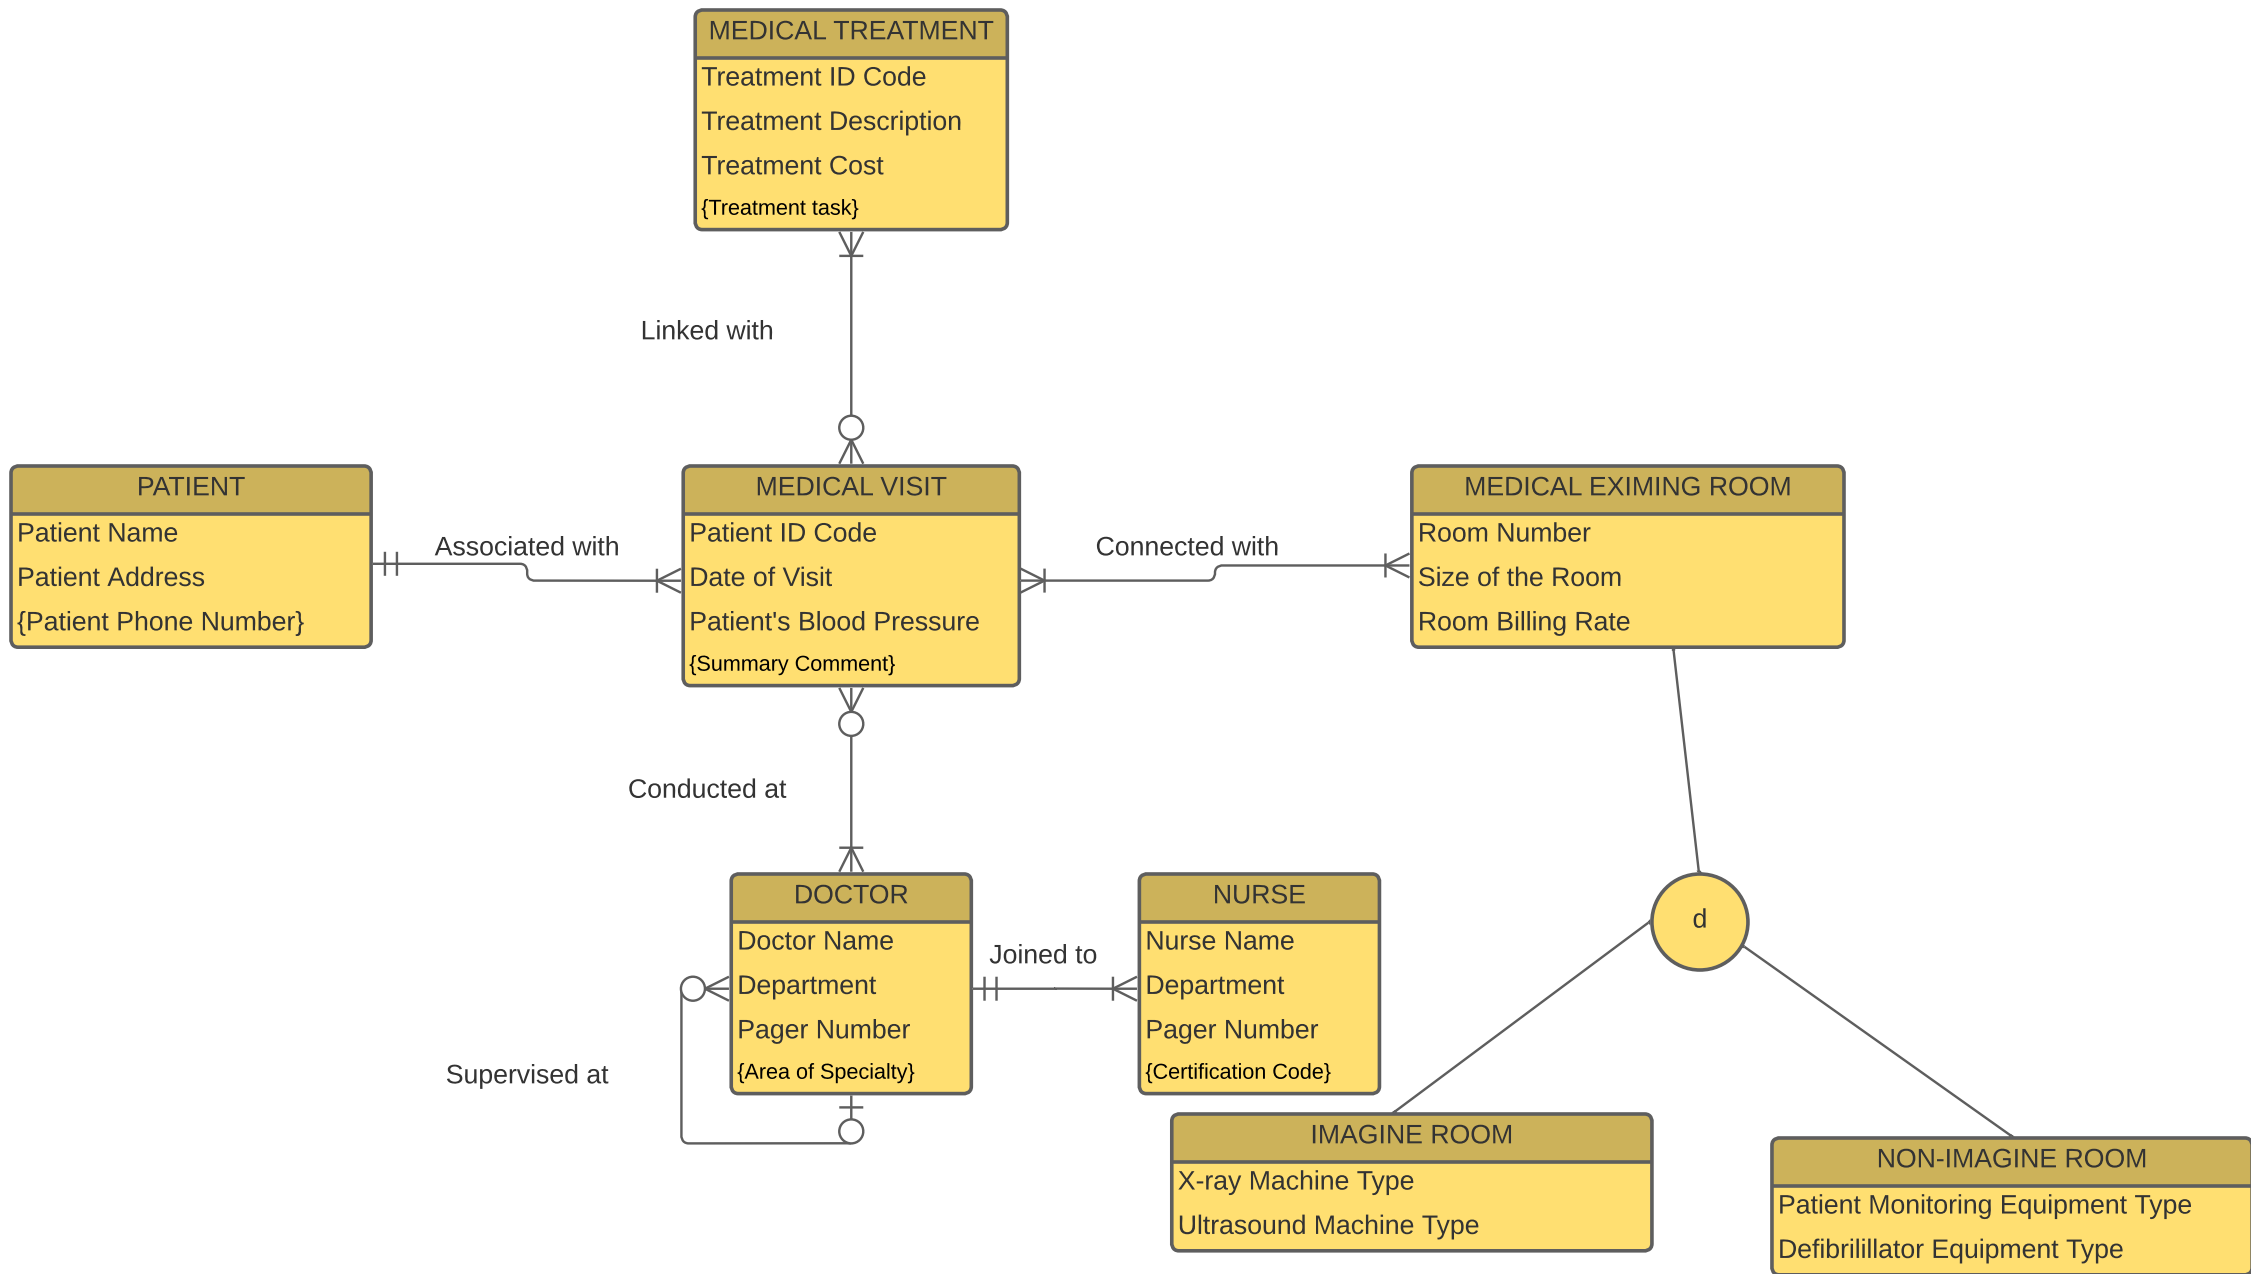 MEDICAL TREATMENT
Treatment ID Code
Treatment Description
Treatment Cost
{Treatment task}
Linked with
PATIENT
Patient Name
Patient Address
{Patient Phone Number}
Associated with
MEDICAL VISIT
Patient ID Code
Date of Visit
Patient's Blood Pressure
{Summary Comment}
Connected with
MEDICAL EXIMING ROOM
Room Number
Size of the Room
Room Billing Rate
Conducted at
DOCTOR
Doctor Name
Department
Pager Number
{Area of Specialty}
Joined to
NURSE
Nurse Name
Department
Pager Number
{Certification Code}
d
Supervised at
IMAGINE ROOM
X-ray Machine Type
Ultrasound Machine Type
NON-IMAGINE ROOM
Patient Monitoring Equipment Type
Defibrilillator Equipment Type